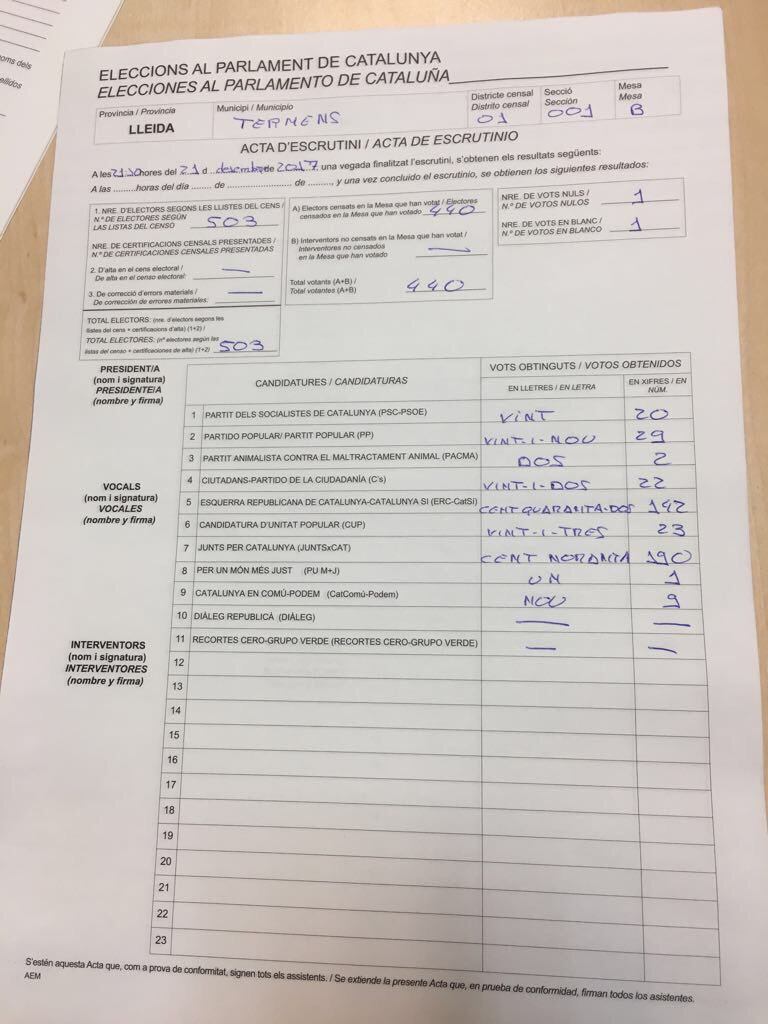 oms dels
ellidos
ELECCIONS AL PARLAMENT DE CATALUNYA
ELECCIONES AL PARLAMENTO DE CATALUÑA
Província / Provincia
LLEIDA
Municipi / Municipio
TERMENS
Districte censal
Distrito censal
01
Secció
Sección
001
Mesa
Mesa
B
ACTA D'ESCRUTINI / ACTA DE ESCRUTINIO
A les 21:30 hores del 21 d desembre de 2017 una vegada finalitzat l'escrutini, s'obtenen els resultats següents:
A las .........horas del día ....... de ....................... de ........, y una vez concluido el escrutinio, se obtienen los siguientes resultados:
1. NRE. D'ELECTORS SEGONS LES LLISTES DEL CENS /
N.º DE ELECTORES SEGÚN
LAS LISTAS DEL CENSO 503
NRE. DE CERTIFICACIONS CENSALS PRESENTADES /
N.º DE CERTIFICACIONES CENSALES PRESENTADAS
2. D'alta en el cens electoral / —
De alta en el censo electoral:
3. De correcció d'errors materials / —
De corrección de errores materiales:
TOTAL ELECTORS: (nre. d'electors segons les
llistes del cens + certificacions d'alta) (1+2) /
TOTAL ELECTORES: (nº electores según las
listas del censo + certificaciones de alta) (1+2) 503
A) Electors censats en la Mesa que han votat / Electores
censados en la Mesa que han votado 440
B) Interventors no censats en la Mesa que han votat /
Interventores no censados
en la Mesa que han votado —
Total votants (A+B) /
Total votantes (A+B) 440
NRE. DE VOTS NULS /
N.º DE VOTOS NULOS 1
NRE. DE VOTS EN BLANC /
N.º DE VOTOS EN BLANCO 1
PRESIDENT/A
(nom i signatura)
PRESIDENTE/A
(nombre y firma)
VOCALS
(nom i signatura)
VOCALES
(nombre y firma)
INTERVENTORS
(nom i signatura)
INTERVENTORES
(nombre y firma)
CANDIDATURES / CANDIDATURAS
VOTS OBTINGUTS / VOTOS OBTENIDOS
EN LLETRES / EN LETRA
EN XIFRES / EN
NÚM.
1 PARTIT DELS SOCIALISTES DE CATALUNYA (PSC-PSOE) VINT 20
2 PARTIDO POPULAR/ PARTIT POPULAR (PP) VINT-I-NOU 29
3 PARTIT ANIMALISTA CONTRA EL MALTRACTAMENT ANIMAL (PACMA) DOS 2
4 CIUTADANS-PARTIDO DE LA CIUDADANÍA (C's) VINT-I-DOS 22
5 ESQUERRA REPUBLICANA DE CATALUNYA-CATALUNYA SI (ERC-CatSí) CENT QUARANTA-DOS 142
6 CANDIDATURA D'UNITAT POPULAR (CUP) VINT-I-TRES 23
7 JUNTS PER CATALUNYA (JUNTSxCAT) CENT NORANTA 190
8 PER UN MÓN MÉS JUST (PU M+J) UN 1
9 CATALUNYA EN COMÚ-PODEM (CatComú-Podem) NOU 9
10 DIÀLEG REPUBLICÀ (DIÀLEG) — —
11 RECORTES CERO-GRUPO VERDE (RECORTES CERO-GRUPO VERDE) — —
12
13
14
15
16
17
18
19
20
21
22
23
S'estén aquesta Acta que, com a prova de conformitat, signen tots els assistents. / Se extiende la presente Acta que, en prueba de conformidad, firman todos los asistentes.
AEM